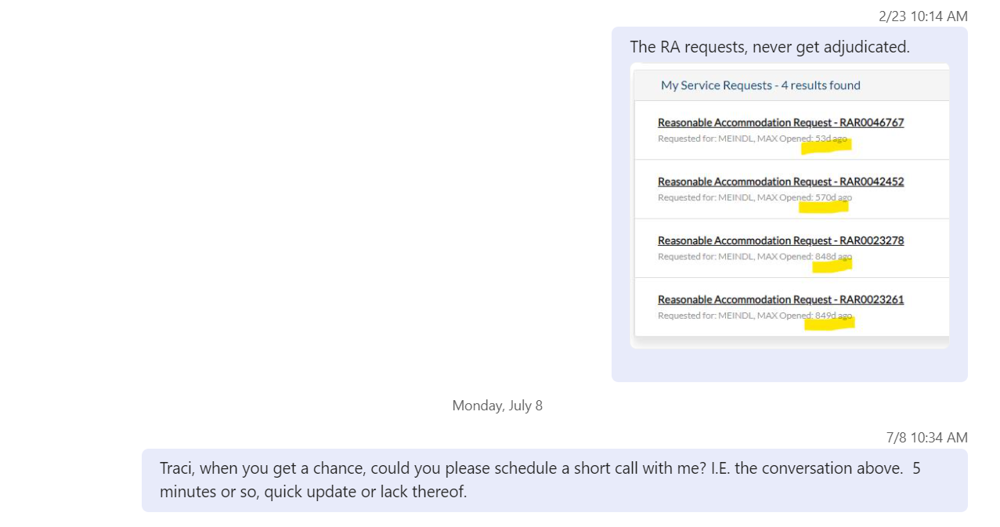 2/23 10:14 AM
The RA requests, never get adjudicated.
My Service Requests - 4 results found
Reasonable Accommodation Request - RAR0046767
Requested for: MEINDL, MAX Opened: 53d ago
Reasonable Accommodation Request - RAR0042452
Requested for: MEINDL, MAX Opened: 570d ago
Reasonable Accommodation Request - RAR0023278
Requested for: MEINDL, MAX Opened: 848d ago
Reasonable Accommodation Request - RAR0023261
Requested for: MEINDL, MAX Opened: 849d ago
Monday, July 8
7/8 10:34 AM
Traci, when you get a chance, could you please schedule a short call with me? I.E. the conversation above.  5
minutes or so, quick update or lack thereof.